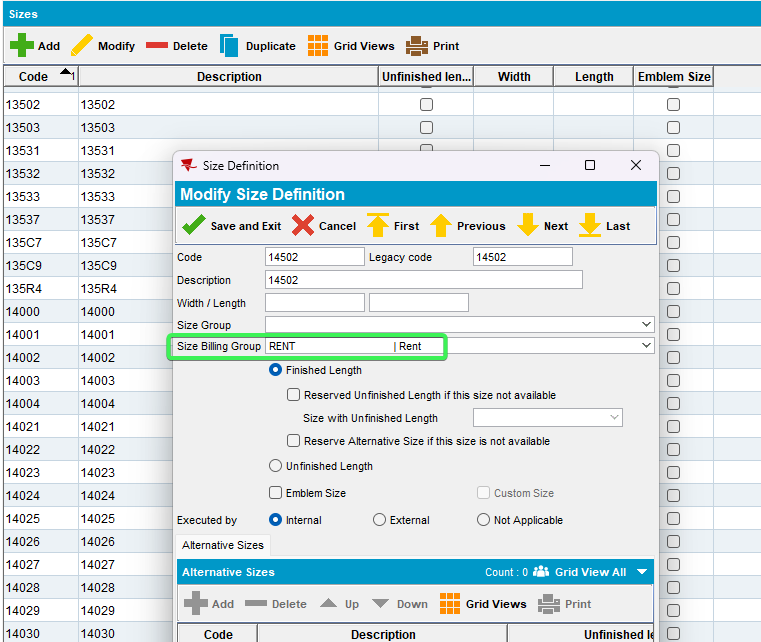 Sizes
Add Modify Delete Duplicate Grid Views Print
Code 1 Description Unfinished len... Width Length Emblem Size
13502 13502
13503 13503
13531 13531
13532 13532
13533 13533
13537 13537
135C7 135C7
135C9 135C9
135R4 135R4
14000 14000
14001 14001
14002 14002
14003 14003
14004 14004
14021 14021
14022 14022
14023 14023
14024 14024
14025 14025
14026 14026
14027 14027
14028 14028
14029 14029
14030 14030
Size Definition
Modify Size Definition
Save and Exit Cancel First Previous Next Last
Code 14502 Legacy code 14502
Description 14502
Width / Length
Size Group
Size Billing Group RENT | Rent
Finished Length
Reserved Unfinished Length if this size not available
Size with Unfinished Length
Reserve Alternative Size if this size is not available
Unfinished Length
Emblem Size Custom Size
Executed by Internal External Not Applicable
Alternative Sizes
Alternative Sizes Count : 0 Grid View All
Add Delete Up Down Grid Views Print
Code Description Unfinished le